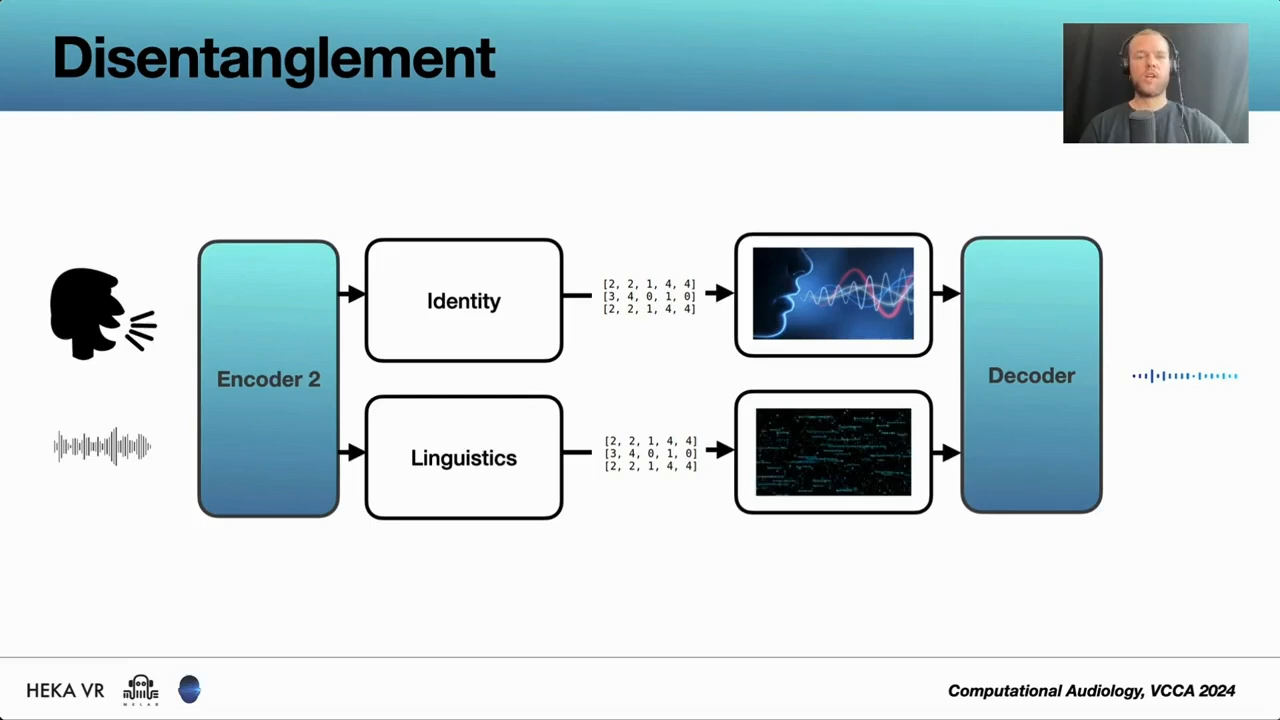 Disentanglement
Encoder 2
Identity
[2, 2, 1, 4, 4]
[3, 4, 0, 1, 0]
[2, 2, 1, 4, 4]
Linguistics
[2, 2, 1, 4, 4]
[3, 4, 0, 1, 0]
[2, 2, 1, 4, 4]
Decoder
HEKA VR
MCLAB
Computational Audiology, VCCA 2024